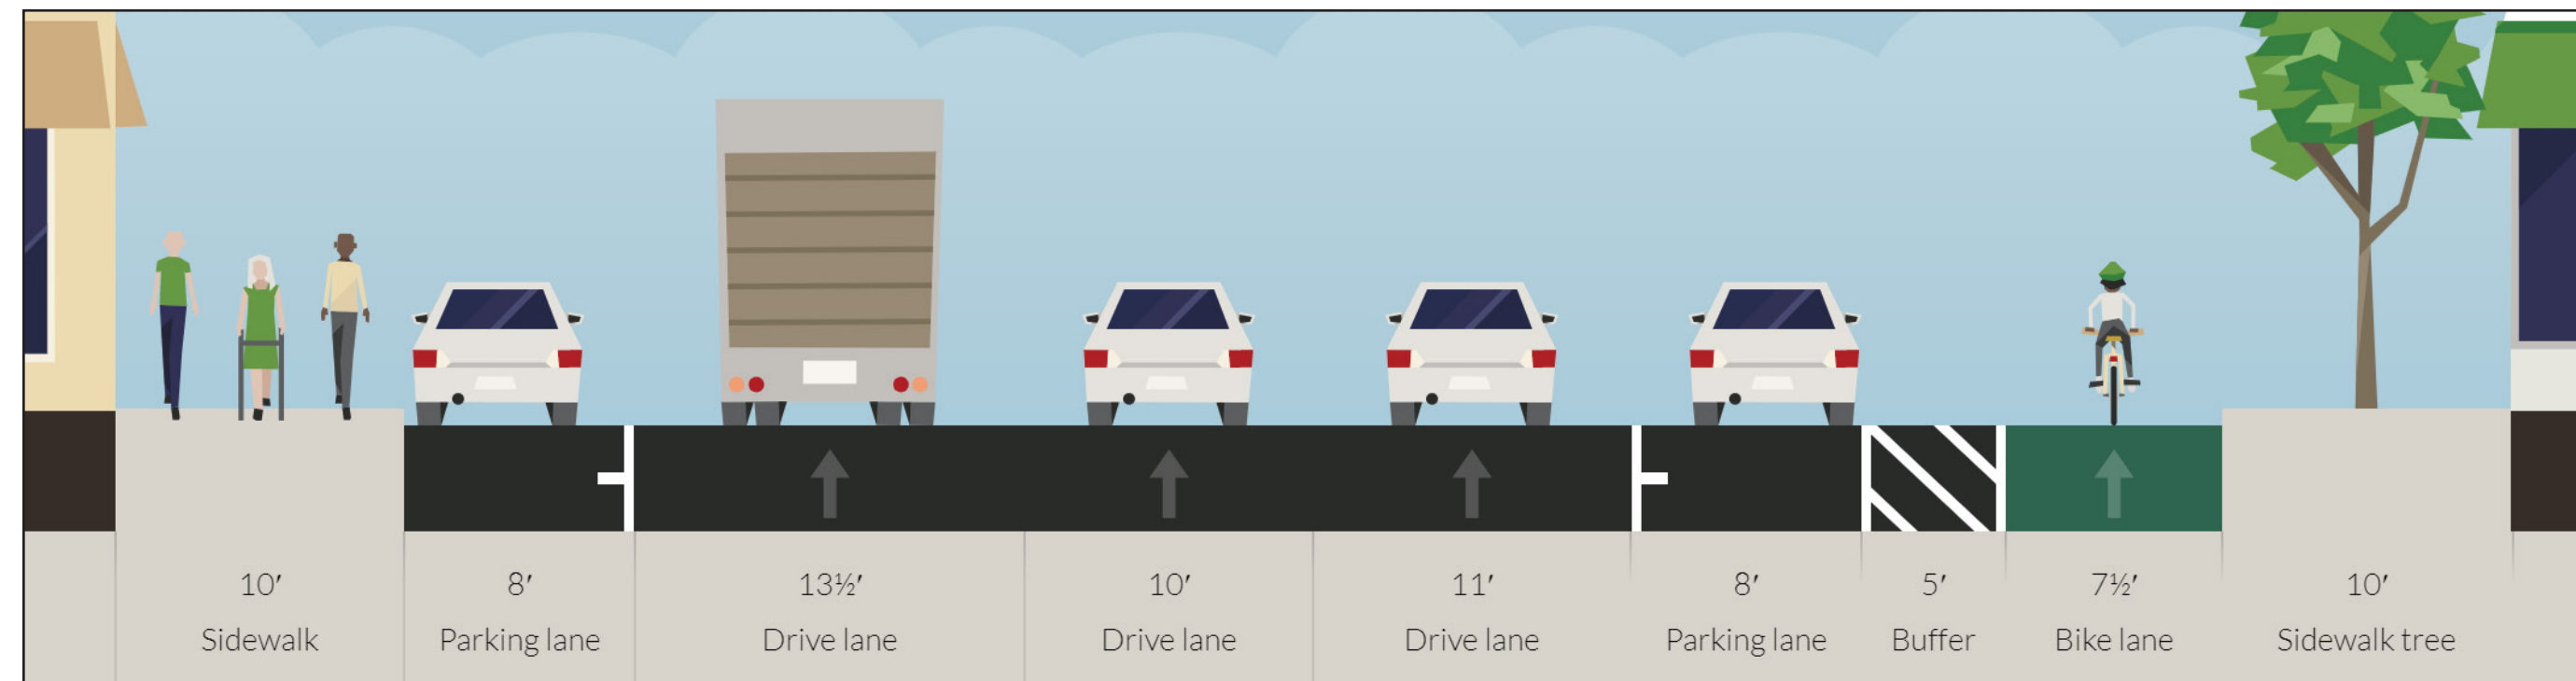 10′ 8′ 13½′ 10′ 11′ 8′ 5′ 7½′ 10′
Sidewalk Parking lane Drive lane Drive lane Drive lane Parking lane Buffer Bike lane Sidewalk tree